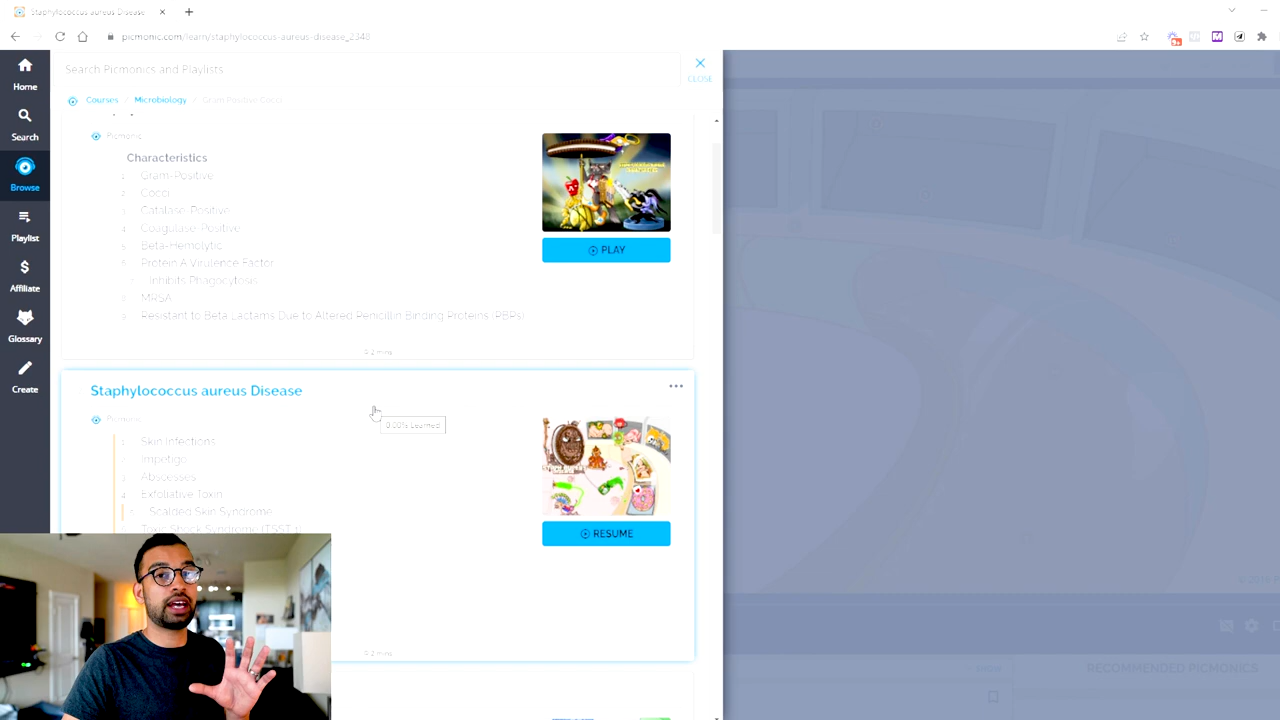 Staphylococcus aureus Disease
picmonic.com/learn/staphylococcus-aureus-disease_2348
9+
Home
Search
Browse
Playlist
$
Affiliate
Glossary
Create
Search Picmonics and Playlists
CLOSE
Courses / Microbiology / Gram Positive Cocci
Picmonic
Characteristics
1 Gram-Positive
2 Cocci
3 Catalase-Positive
4 Coagulase-Positive
5 Beta-Hemolytic
6 Protein A Virulence Factor
7 Inhibits Phagocytosis
8 MRSA
9 Resistant to Beta Lactams Due to Altered Penicillin Binding Proteins (PBPs)
PLAY
2 mins
Staphylococcus aureus Disease
0.00% Learned
Picmonic
1 Skin Infections
2 Impetigo
3 Abscesses
4 Exfoliative Toxin
5 Scalded Skin Syndrome
Toxic Shock Syndrome (TSST 1)
RESUME
2 mins
SHOW
RECOMMENDED PICMONICS